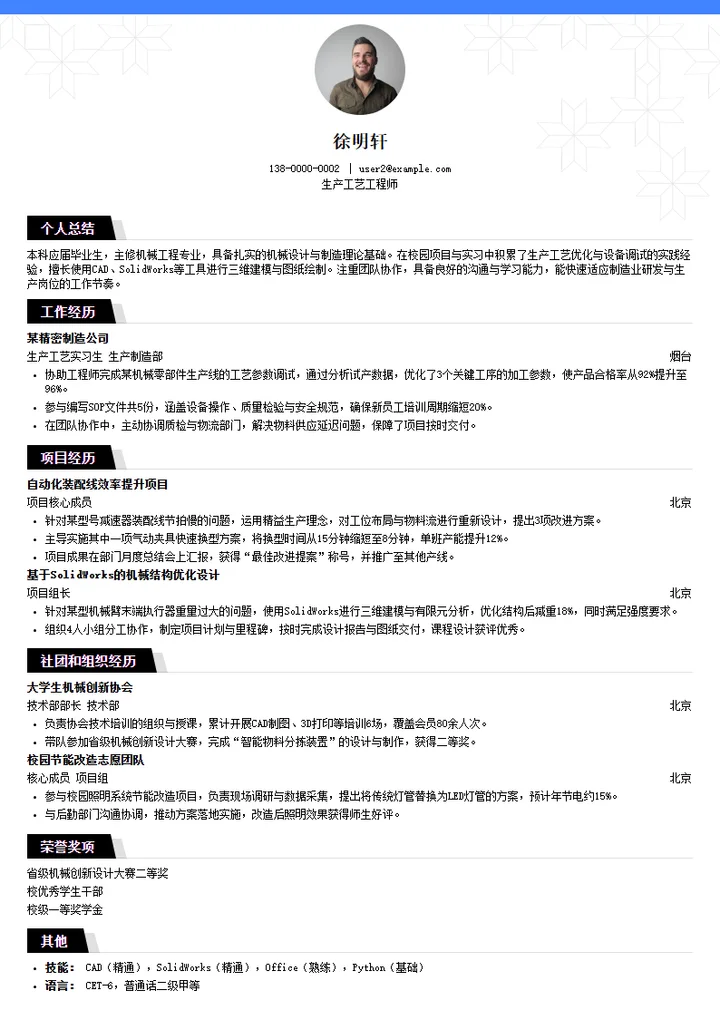 徐明轩
138-0000-0002 | user2@example.com
生产工艺工程师
个人总结
本科应届毕业生，主修机械工程专业，具备扎实的机械设计与制造理论基础。在校园项目与实习中积累了生产工艺优化与设备调试的实践经
验，擅长使用CAD、SolidWorks等工具进行三维建模与图纸绘制。注重团队协作，具备良好的沟通与学习能力，能快速适应制造业研发与生
产岗位的工作节奏。
工作经历
某精密制造公司
生产工艺实习生 生产制造部 烟台
• 协助工程师完成某机械零部件生产线的工艺参数调试，通过分析试产数据，优化了3个关键工序的加工参数，使产品合格率从92%提升至
96%。
• 参与编写SOP文件共5份，涵盖设备操作、质量检验与安全规范，确保新员工培训周期缩短20%。
• 在团队协作中，主动协调质检与物流部门，解决物料供应延迟问题，保障了项目按时交付。
项目经历
自动化装配线效率提升项目
项目核心成员 北京
• 针对某型号减速器装配线节拍慢的问题，运用精益生产理念，对工位布局与物料流进行重新设计，提出3项改进方案。
• 主导实施其中一项气动夹具快速换型方案，将换型时间从15分钟缩短至8分钟，单班产能提升12%。
• 项目成果在部门月度总结会上汇报，获得“最佳改进提案”称号，并推广至其他产线。
基于SolidWorks的机械结构优化设计
项目组长 北京
• 针对某型机械臂末端执行器重量过大的问题，使用SolidWorks进行三维建模与有限元分析，优化结构后减重18%，同时满足强度要求。
• 组织4人小组分工协作，制定项目计划与里程碑，按时完成设计报告与图纸交付，课程设计获评优秀。
社团和组织经历
大学生机械创新协会
技术部部长 技术部 北京
• 负责协会技术培训的组织与授课，累计开展CAD制图、3D打印等培训6场，覆盖会员80余人次。
• 带队参加省级机械创新设计大赛，完成“智能物料分拣装置”的设计与制作，获得二等奖。
校园节能改造志愿团队
核心成员 项目组 北京
• 参与校园照明系统节能改造项目，负责现场调研与数据采集，提出将传统灯管替换为LED灯管的方案，预计年节电约15%。
• 与后勤部门沟通协调，推动方案落地实施，改造后照明效果获得师生好评。
荣誉奖项
省级机械创新设计大赛二等奖
校优秀学生干部
校级一等奖学金
其他
• 技能： CAD（精通），SolidWorks（精通），Office（熟练），Python（基础）
• 语言： CET-6，普通话二级甲等